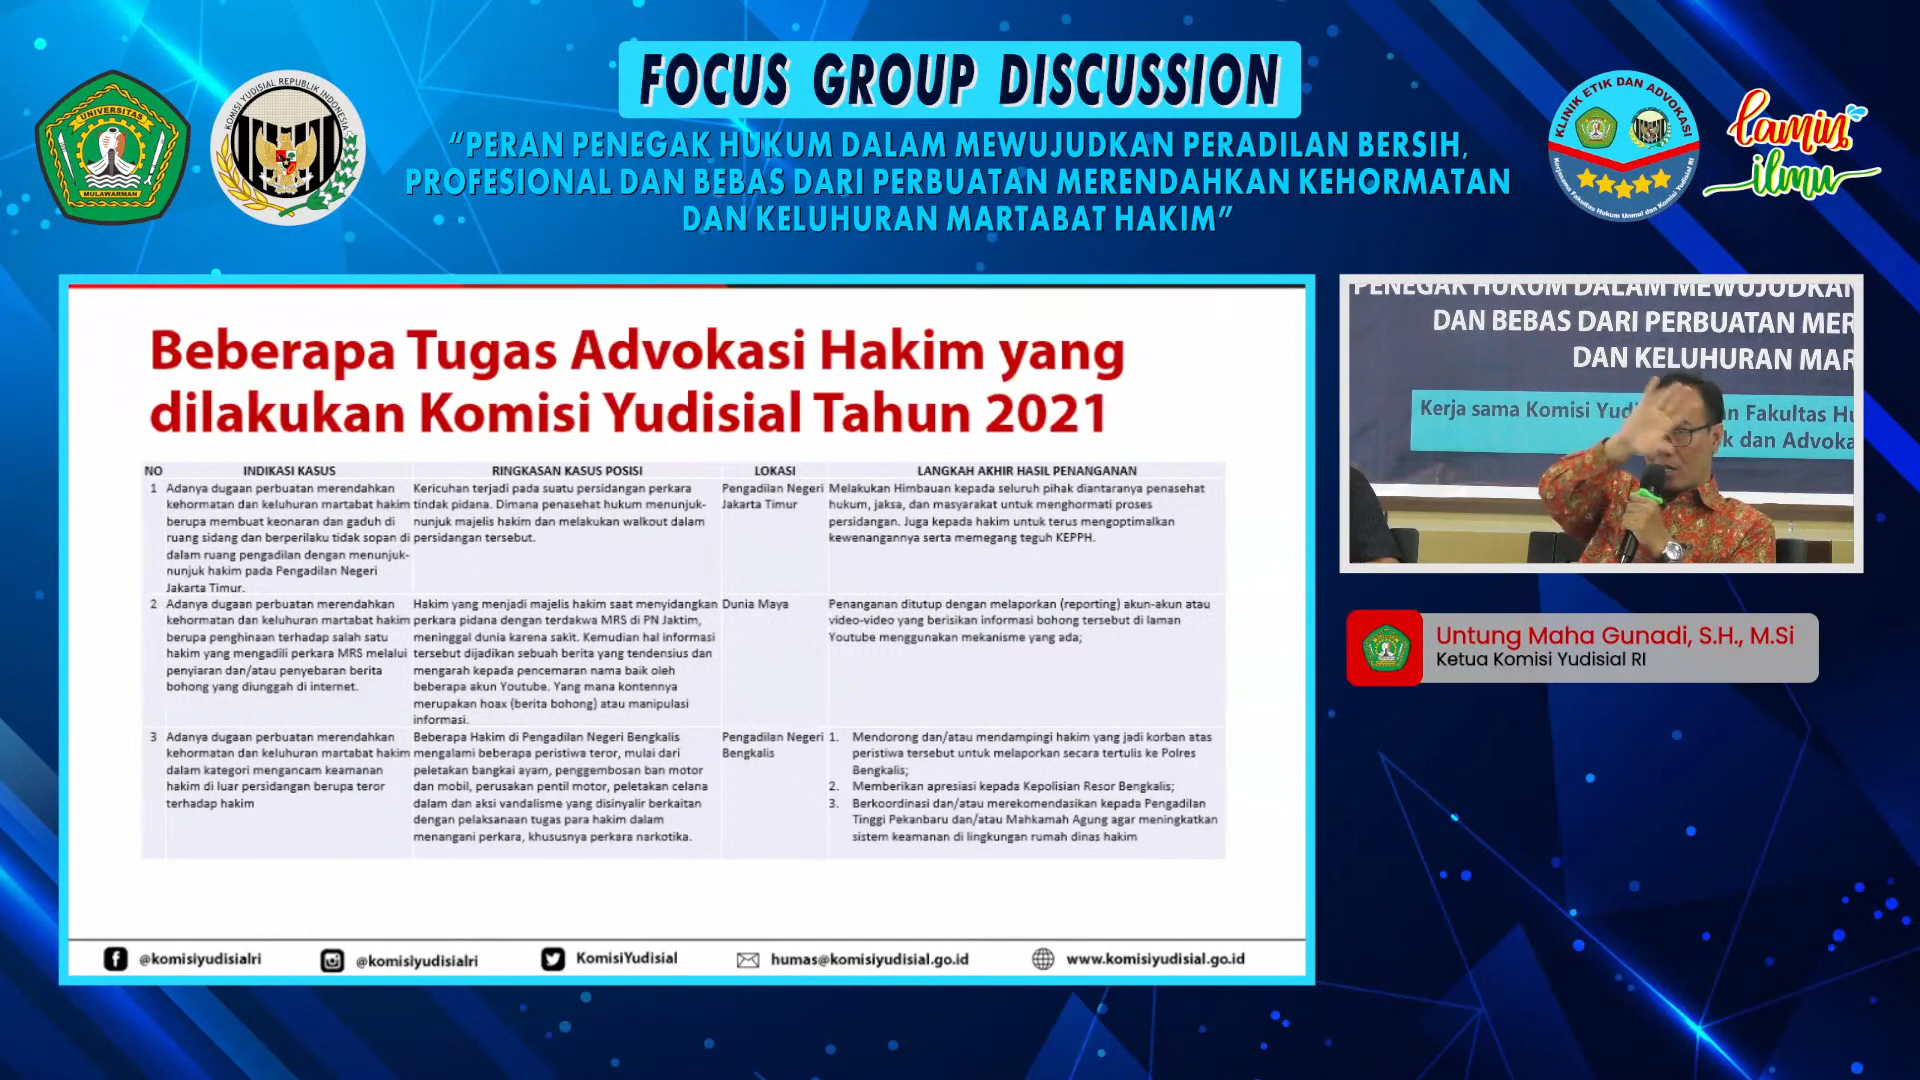 FOCUS GROUP DISCUSSION
“PERAN PENEGAK HUKUM DALAM MEWUJUDKAN PERADILAN BERSIH,
PROFESIONAL DAN BEBAS DARI PERBUATAN MERENDAHKAN KEHORMATAN
DAN KELUHURAN MARTABAT HAKIM”
UNIVERSITAS
MULAWARMAN
KOMISI YUDISIAL REPUBLIK INDONESIA
KLINIK ETIK DAN ADVOKASI
Kerjasama Fakultas Hukum Unmul dan Komisi Yudisial RI
lamin
ilmu
Beberapa Tugas Advokasi Hakim yang
dilakukan Komisi Yudisial Tahun 2021
NO INDIKASI KASUS RINGKASAN KASUS POSISI LOKASI LANGKAH AKHIR HASIL PENANGANAN
1 Adanya dugaan perbuatan merendahkan
kehormatan dan keluhuran martabat hakim
berupa membuat keonaran dan gaduh di
ruang sidang dan berperilaku tidak sopan di
dalam ruang pengadilan dengan menunjuk-
nunjuk hakim pada Pengadilan Negeri
Jakarta Timur.
Kericuhan terjadi pada suatu persidangan perkara
tindak pidana. Dimana penasehat hukum menunjuk-
nunjuk majelis hakim dan melakukan walkout dalam
persidangan tersebut.
Pengadilan Negeri
Jakarta Timur
Melakukan Himbauan kepada seluruh pihak diantaranya penasehat
hukum, jaksa, dan masyarakat untuk menghormati proses
persidangan. Juga kepada hakim untuk terus mengoptimalkan
kewenangannya serta memegang teguh KEPPH.
2 Adanya dugaan perbuatan merendahkan
kehormatan dan keluhuran martabat hakim
berupa penghinaan terhadap salah satu
hakim yang mengadili perkara MRS melalui
penyiaran dan/atau penyebaran berita
bohong yang diunggah di internet.
Hakim yang menjadi majelis hakim saat menyidangkan
perkara pidana dengan terdakwa MRS di PN Jaktim,
meninggal dunia karena sakit. Kemudian hal informasi
tersebut dijadikan sebuah berita yang tendensius dan
mengarah kepada pencemaran nama baik oleh
beberapa akun Youtube. Yang mana kontennya
merupakan hoax (berita bohong) atau manipulasi
informasi.
Dunia Maya
Penanganan ditutup dengan melaporkan (reporting) akun-akun atau
video-video yang berisikan informasi bohong tersebut di laman
Youtube menggunakan mekanisme yang ada;
3 Adanya dugaan perbuatan merendahkan
kehormatan dan keluhuran martabat hakim
dalam kategori mengancam keamanan
hakim di luar persidangan berupa teror
terhadap hakim
Beberapa Hakim di Pengadilan Negeri Bengkalis
mengalami beberapa peristiwa teror, mulai dari
peletakan bangkai ayam, penggembosan ban motor
dan mobil, perusakan pentil motor, peletakan celana
dalam dan aksi vandalisme yang disinyalir berkaitan
dengan pelaksanaan tugas para hakim dalam
menangani perkara, khususnya perkara narkotika.
Pengadilan Negeri
Bengkalis
1. Mendorong dan/atau mendampingi hakim yang jadi korban atas
peristiwa tersebut untuk melaporkan secara tertulis ke Polres
Bengkalis;
2. Memberikan apresiasi kepada Kepolisian Resor Bengkalis;
3. Berkoordinasi dan/atau merekomendasikan kepada Pengadilan
Tinggi Pekanbaru dan/atau Mahkamah Agung agar meningkatkan
sistem keamanan di lingkungan rumah dinas hakim
@komisiyudisialri @komisiyudisialri KomisiYudisial humas@komisiyudisial.go.id www.komisiyudisial.go.id
PENEGAK HUKUM DALAM MEWUJUDKAN
DAN BEBAS DARI PERBUATAN MER
DAN KELUHURAN MAR
Kerja sama Komisi Yudi an Fakultas Hu
k dan Advoka
Untung Maha Gunadi, S.H., M.Si
Ketua Komisi Yudisial RI